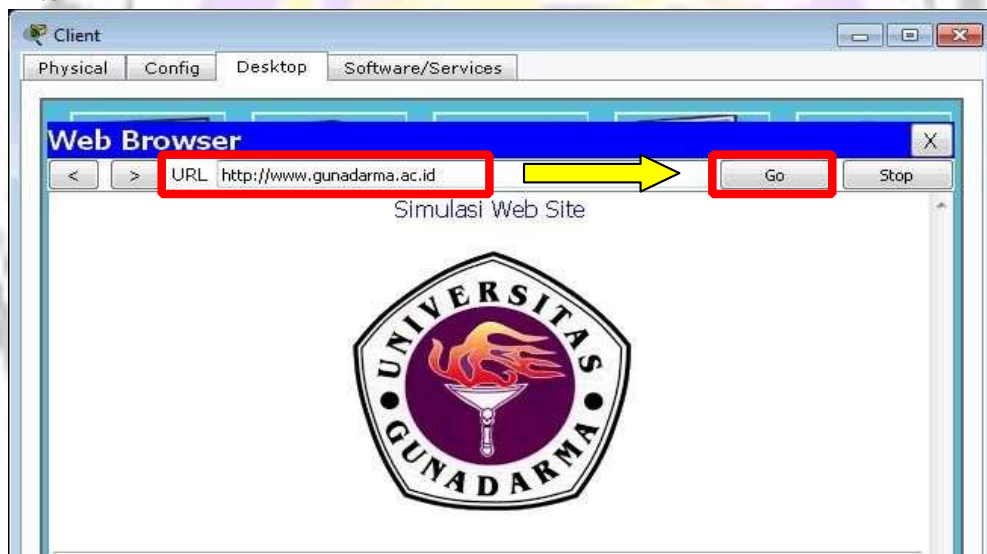 Client
Physical Config Desktop Software/Services
Web Browser X
< > URL http://www.gunadarma.ac.id Go Stop
Simulasi Web Site
UNIVERSITAS
GUNADARMA